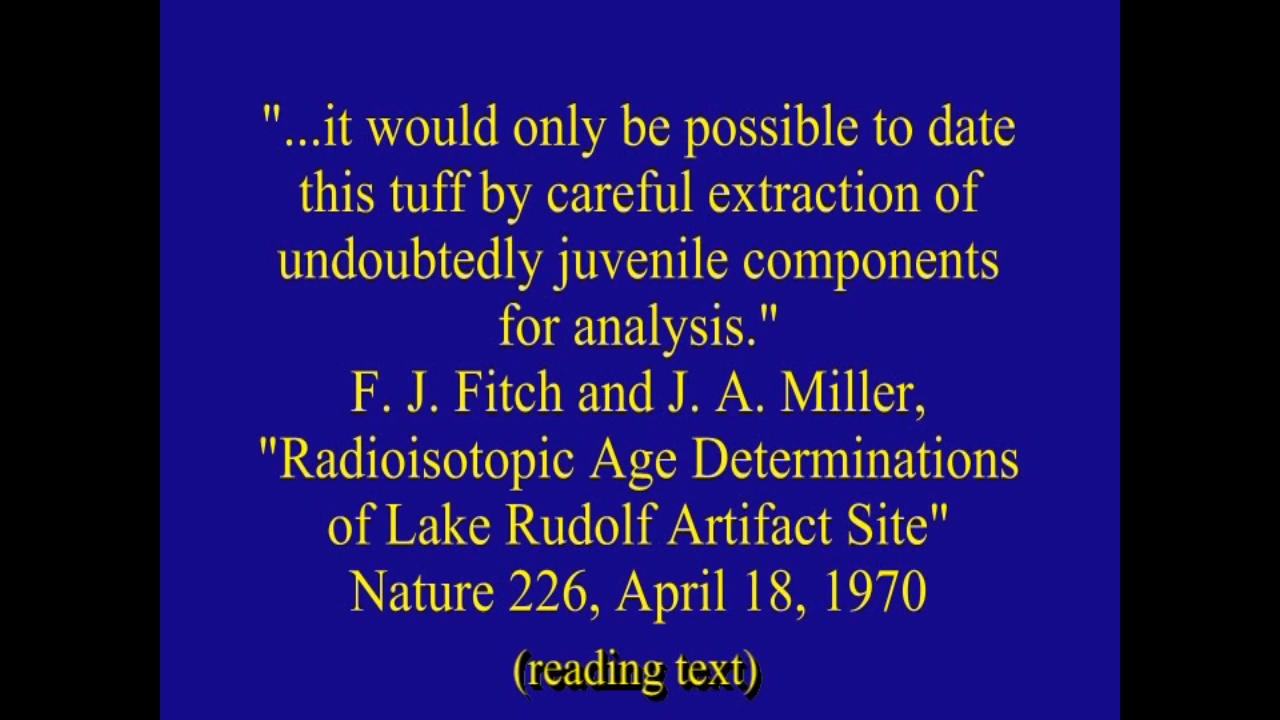 "...it would only be possible to date
this tuff by careful extraction of
undoubtedly juvenile components
for analysis."
F. J. Fitch and J. A. Miller,
"Radioisotopic Age Determinations
of Lake Rudolf Artifact Site"
Nature 226, April 18, 1970
(reading text)